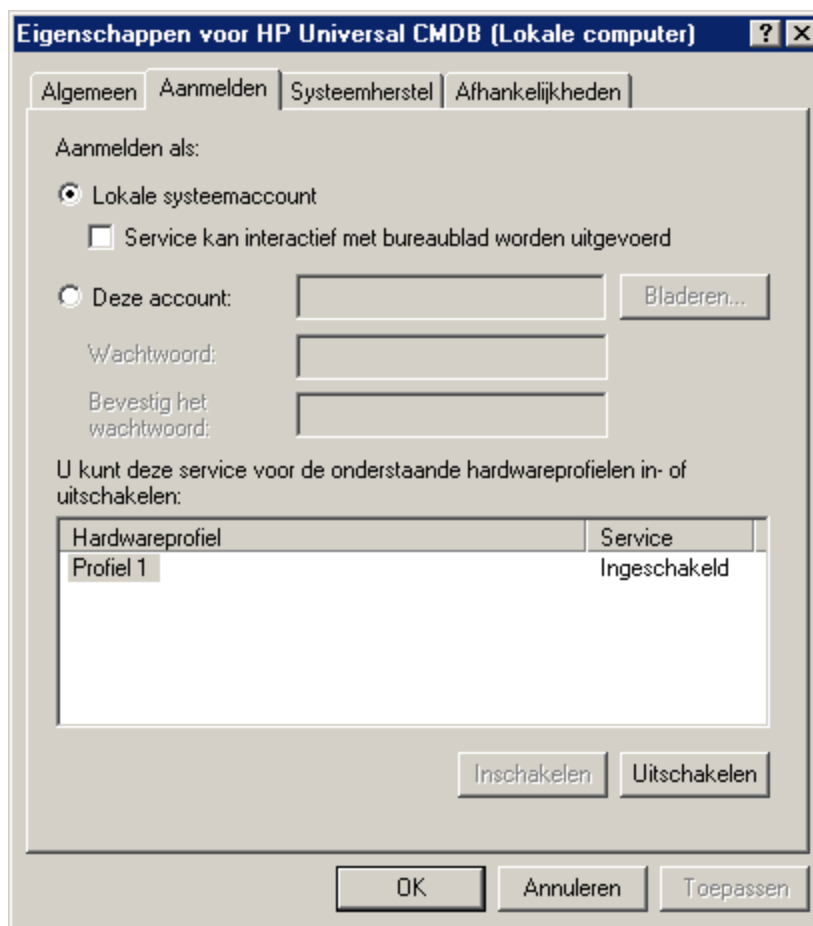 Eigenschappen voor HP Universal CMDB (Lokale computer)
Algemeen Aanmelden Systeemherstel Afhankelijkheden
Aanmelden als:
Lokale systeemaccount
Service kan interactief met bureaublad worden uitgevoerd
Deze account: Bladeren...
Wachtwoord:
Bevestig het
wachtwoord:
U kunt deze service voor de onderstaande hardwareprofielen in- of
uitschakelen:
Hardwareprofiel Service
Profiel 1 Ingeschakeld
Inschakelen Uitschakelen
OK Annuleren Toepassen